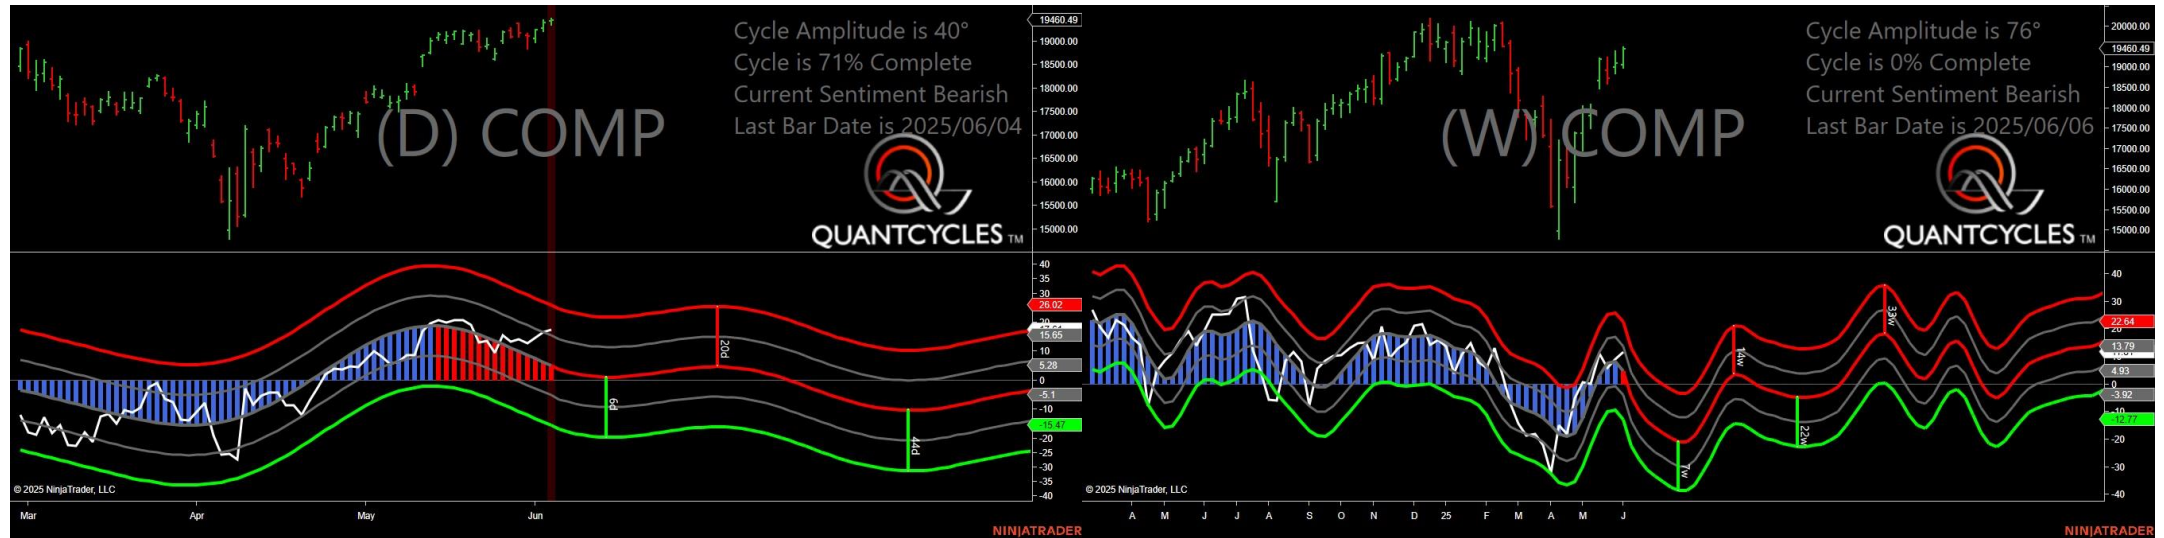 Cycle Amplitude is 40°
Cycle is 71% Complete
Current Sentiment Bearish
Last Bar Date is 2025/06/04
(D) COMP
QUANTCYCLES TM
19460.49
19000.00
18500.00
18000.00
17500.00
17000.00
16500.00
16000.00
15500.00
15000.00
40
35
30
26.02
20
15.65
10
5.28
0
-5.1
-10
-15.47
-20
-25
-30
-35
-40
6d
20d
44d
© 2025 NinjaTrader, LLC
Mar Apr May Jun
NINJATRADER
Cycle Amplitude is 76°
Cycle is 0% Complete
Current Sentiment Bearish
Last Bar Date is 2025/06/06
(W) COMP
QUANTCYCLES TM
20000.00
19460.49
19000.00
18500.00
18000.00
17500.00
17000.00
16500.00
16000.00
15500.00
15000.00
40
30
22.64
20
13.79
4.93
0
-3.92
-10
-12.77
-20
-30
-40
7w
14w
22w
33w
© 2025 NinjaTrader, LLC
A M J J A S O N D 25 F M A M J
NINJATRADER